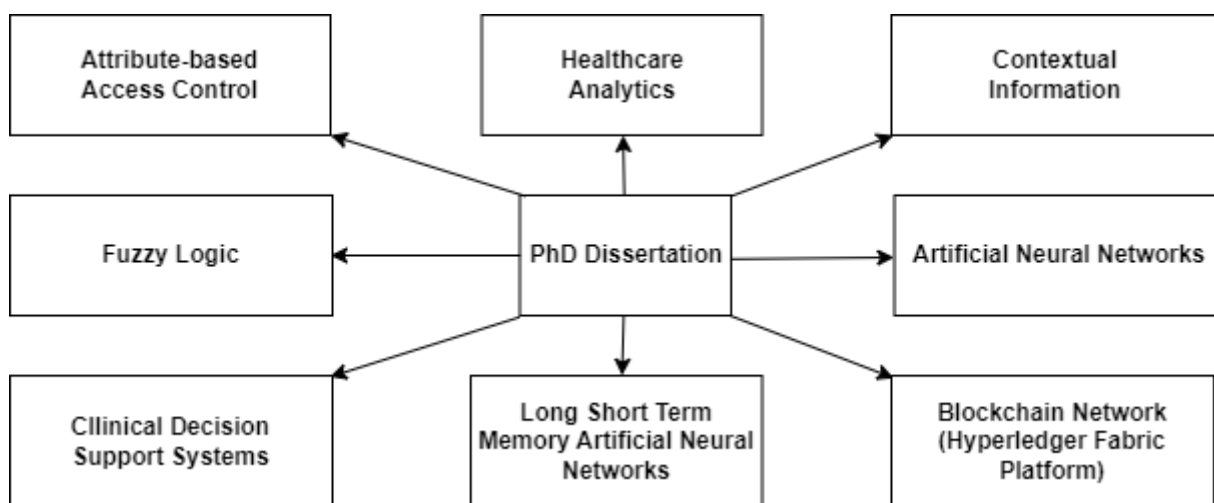 Attribute-based
Access Control
Healthcare
Analytics
Contextual
Information
Fuzzy Logic
PhD Dissertation
Artificial Neural Networks
Cllinical Decision
Support Systems
Long Short Term
Memory Artificial Neural
Networks
Blockchain Network
(Hyperledger Fabric
Platform)